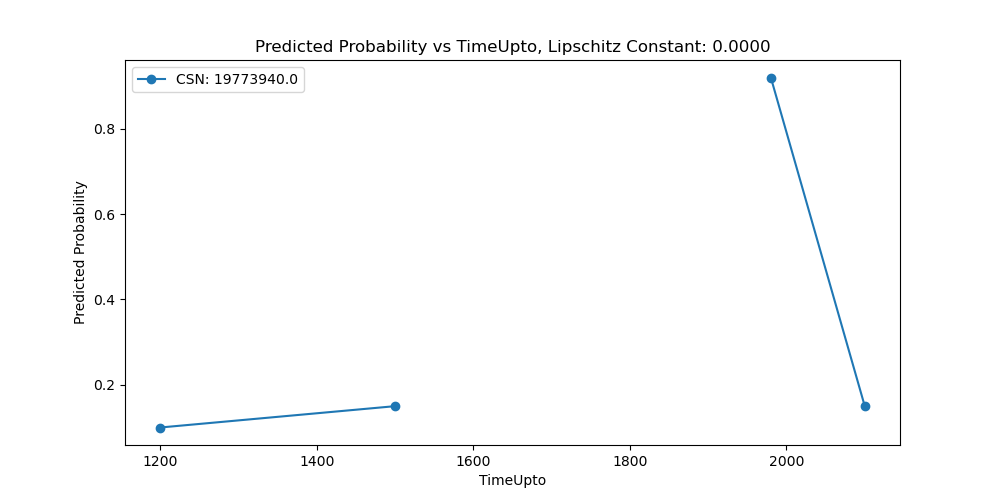 Predicted Probability vs TimeUpto, Lipschitz Constant: 0.0000
CSN: 19773940.0
Predicted Probability
0.8
0.6
0.4
0.2
1200 1400 1600 1800 2000
TimeUpto